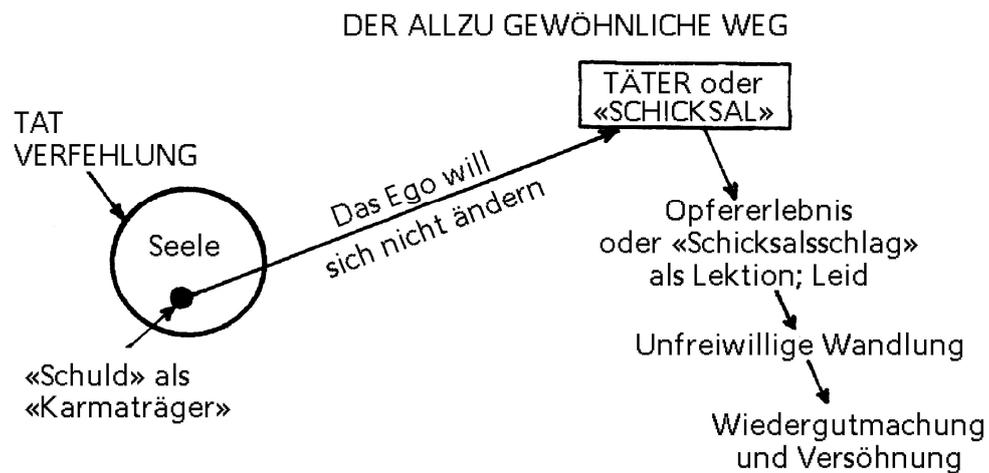 DER ALLZU GEWÖHNLICHE WEG
TÄTER oder
«SCHICKSAL»
TAT
VERFEHLUNG
Das Ego will
sich nicht ändern
Seele
Opfererlebnis
oder «Schicksalsschlag»
als Lektion; Leid
Unfreiwillige Wandlung
«Schuld» als
«Karmaträger»
Wiedergutmachung
und Versöhnung